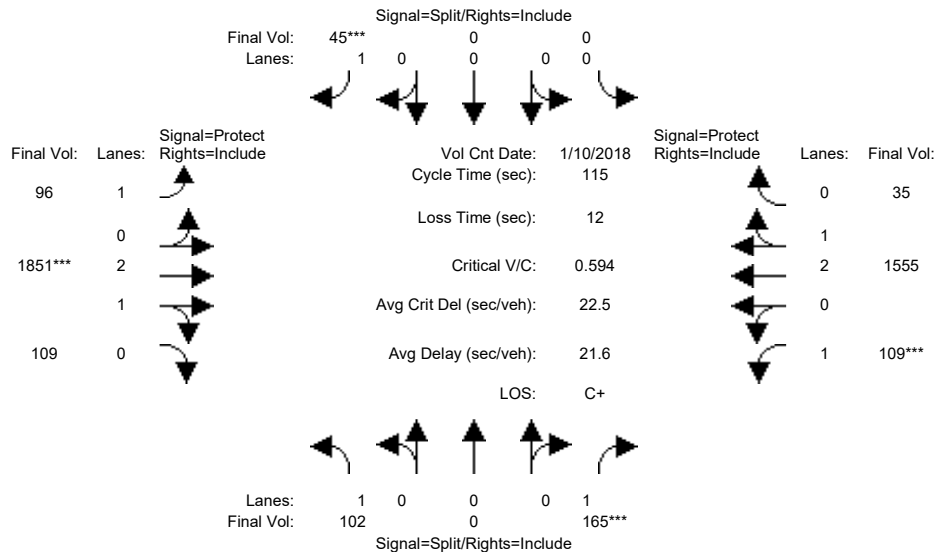 Signal=Split/Rights=Include
Final Vol: 45*** 0 0
Lanes: 1 0 0 0 0
Signal=Protect Signal=Protect
Final Vol: Lanes: Rights=Include Vol Cnt Date: 1/10/2018 Rights=Include Lanes: Final Vol:
Cycle Time (sec): 115
96 1 0 35
Loss Time (sec): 12
0 1
1851*** 2 Critical V/C: 0.594 2 1555
1 Avg Crit Del (sec/veh): 22.5 0
109 0 Avg Delay (sec/veh): 21.6 1 109***
LOS: C+
Lanes: 1 0 0 0 1
Final Vol: 102 0 165***
Signal=Split/Rights=Include